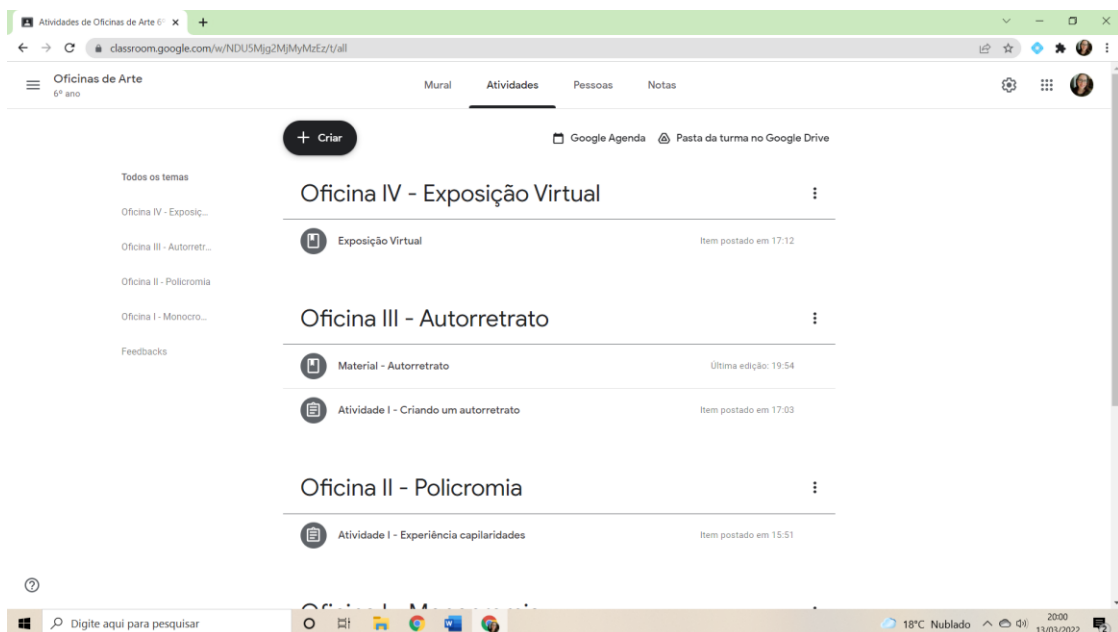 Atividades de Oficinas de Arte 6º
classroom.google.com/w/NDU5Mjg2MjMyMzEz/t/all
Oficinas de Arte
6º ano
Mural Atividades Pessoas Notas
Criar
Google Agenda Pasta da turma no Google Drive
Todos os temas
Oficina IV - Exposiç...
Oficina III - Autorretr...
Oficina II - Policromia
Oficina I - Monocro...
Feedbacks
Oficina IV - Exposição Virtual
Exposição Virtual Item postado em 17:12
Oficina III - Autorretrato
Material - Autorretrato Última edição: 19:54
Atividade I - Criando um autorretrato Item postado em 17:03
Oficina II - Policromia
Atividade I - Experiência capilaridades Item postado em 15:51
Digite aqui para pesquisar
18°C Nublado
20:00
13/03/2022